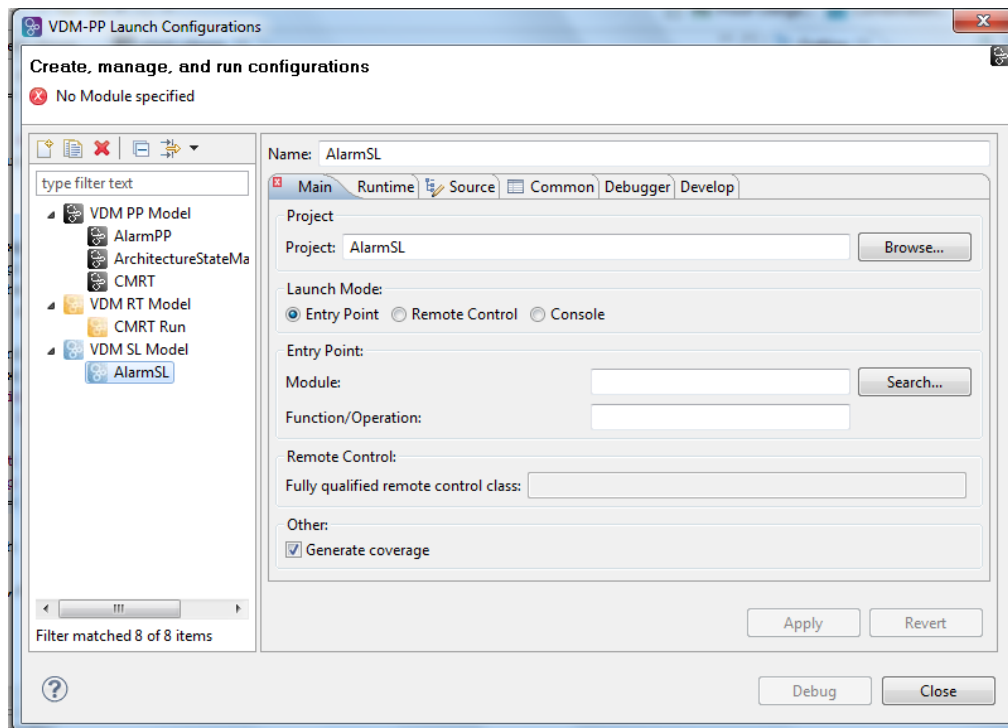 VDM-PP Launch Configurations
Create, manage, and run configurations
No Module specified
type filter text
VDM PP Model
AlarmPP
ArchitectureStateMa
CMRT
VDM RT Model
CMRT Run
VDM SL Model
AlarmSL
Filter matched 8 of 8 items
Name: AlarmSL
Main Runtime Source Common Debugger Develop
Project
Project: AlarmSL Browse...
Launch Mode:
Entry Point Remote Control Console
Entry Point:
Module: Search...
Function/Operation:
Remote Control:
Fully qualified remote control class:
Other:
Generate coverage
Apply Revert
Debug Close